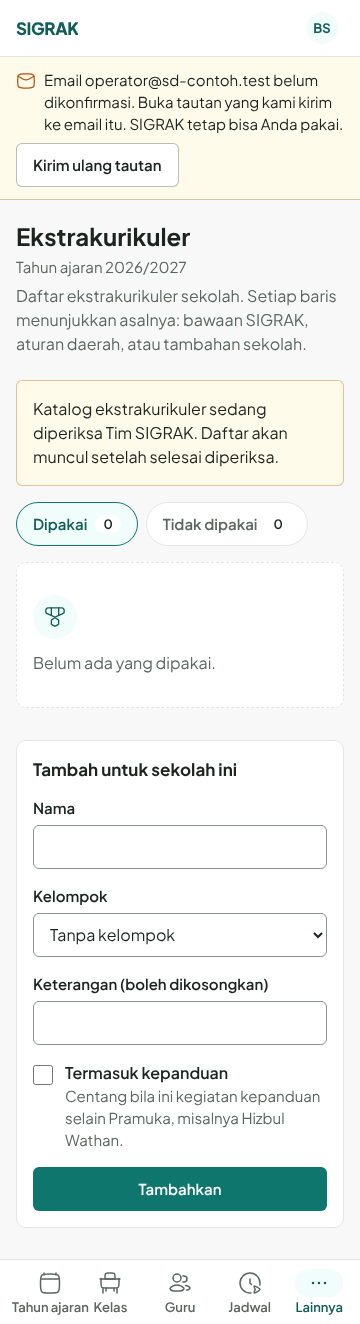 SIGRAK
BS
Email operator@sd-contoh.test belum
dikonfirmasi. Buka tautan yang kami kirim
ke email itu. SIGRAK tetap bisa Anda pakai.
Kirim ulang tautan
Ekstrakurikuler
Tahun ajaran 2026/2027
Daftar ekstrakurikuler sekolah. Setiap baris
menunjukkan asalnya: bawaan SIGRAK,
aturan daerah, atau tambahan sekolah.
Katalog ekstrakurikuler sedang
diperiksa Tim SIGRAK. Daftar akan
muncul setelah selesai diperiksa.
Dipakai 0 Tidak dipakai 0
Belum ada yang dipakai.
Tambah untuk sekolah ini
Nama
Kelompok
Tanpa kelompok
Keterangan (boleh dikosongkan)
Termasuk kepanduan
Centang bila ini kegiatan kepanduan
selain Pramuka, misalnya Hizbul
Wathan.
Tambahkan
Tahun ajaran Kelas Guru Jadwal Lainnya